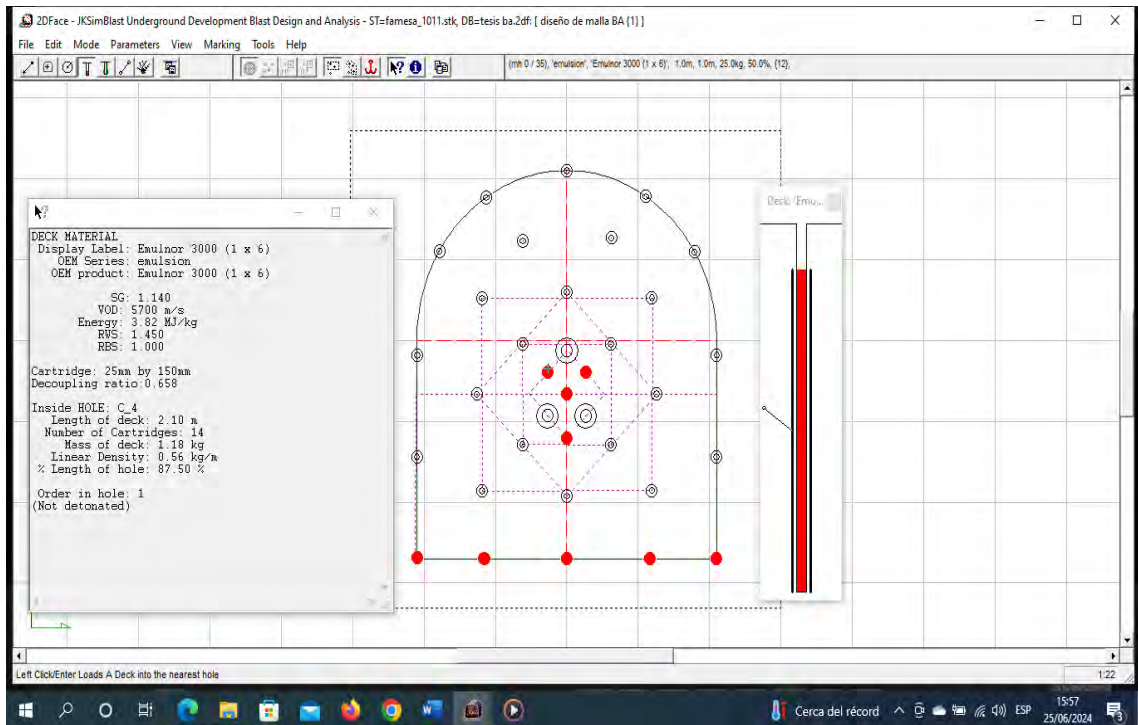 2DFace - JKSimBlast Underground Development Blast Design and Analysis - ST=famesa_1011.stk, DB=tesis ba.2df: [ diseño de malla BA {1} ]
File Edit Mode Parameters View Marking Tools Help
(mh 0 / 35), 'emulsion', 'Emulnor 3000 (1 x 6)', 1.0m, 1.0m, 25.0kg, 50.0%, {12},
Deck: 'Emu...
DECK MATERIAL
Display Label: Emulnor 3000 (1 x 6)
OEM Series: emulsion
OEM product: Emulnor 3000 (1 x 6)
SG: 1.140
VOD: 5700 m/s
Energy: 3.82 MJ/kg
RWS: 1.450
RBS: 1.000
Cartridge: 25mm by 150mm
Decoupling ratio:0.658
Inside HOLE: C_4
Length of deck: 2.10 m
Number of Cartridges: 14
Mass of deck: 1.18 kg
Linear Density: 0.56 kg/m
% Length of hole: 87.50 %
Order in hole: 1
(Not detonated)
Left Click/Enter Loads A Deck into the nearest hole
1:22
Cerca del récord
ESP
15:57
25/06/2024